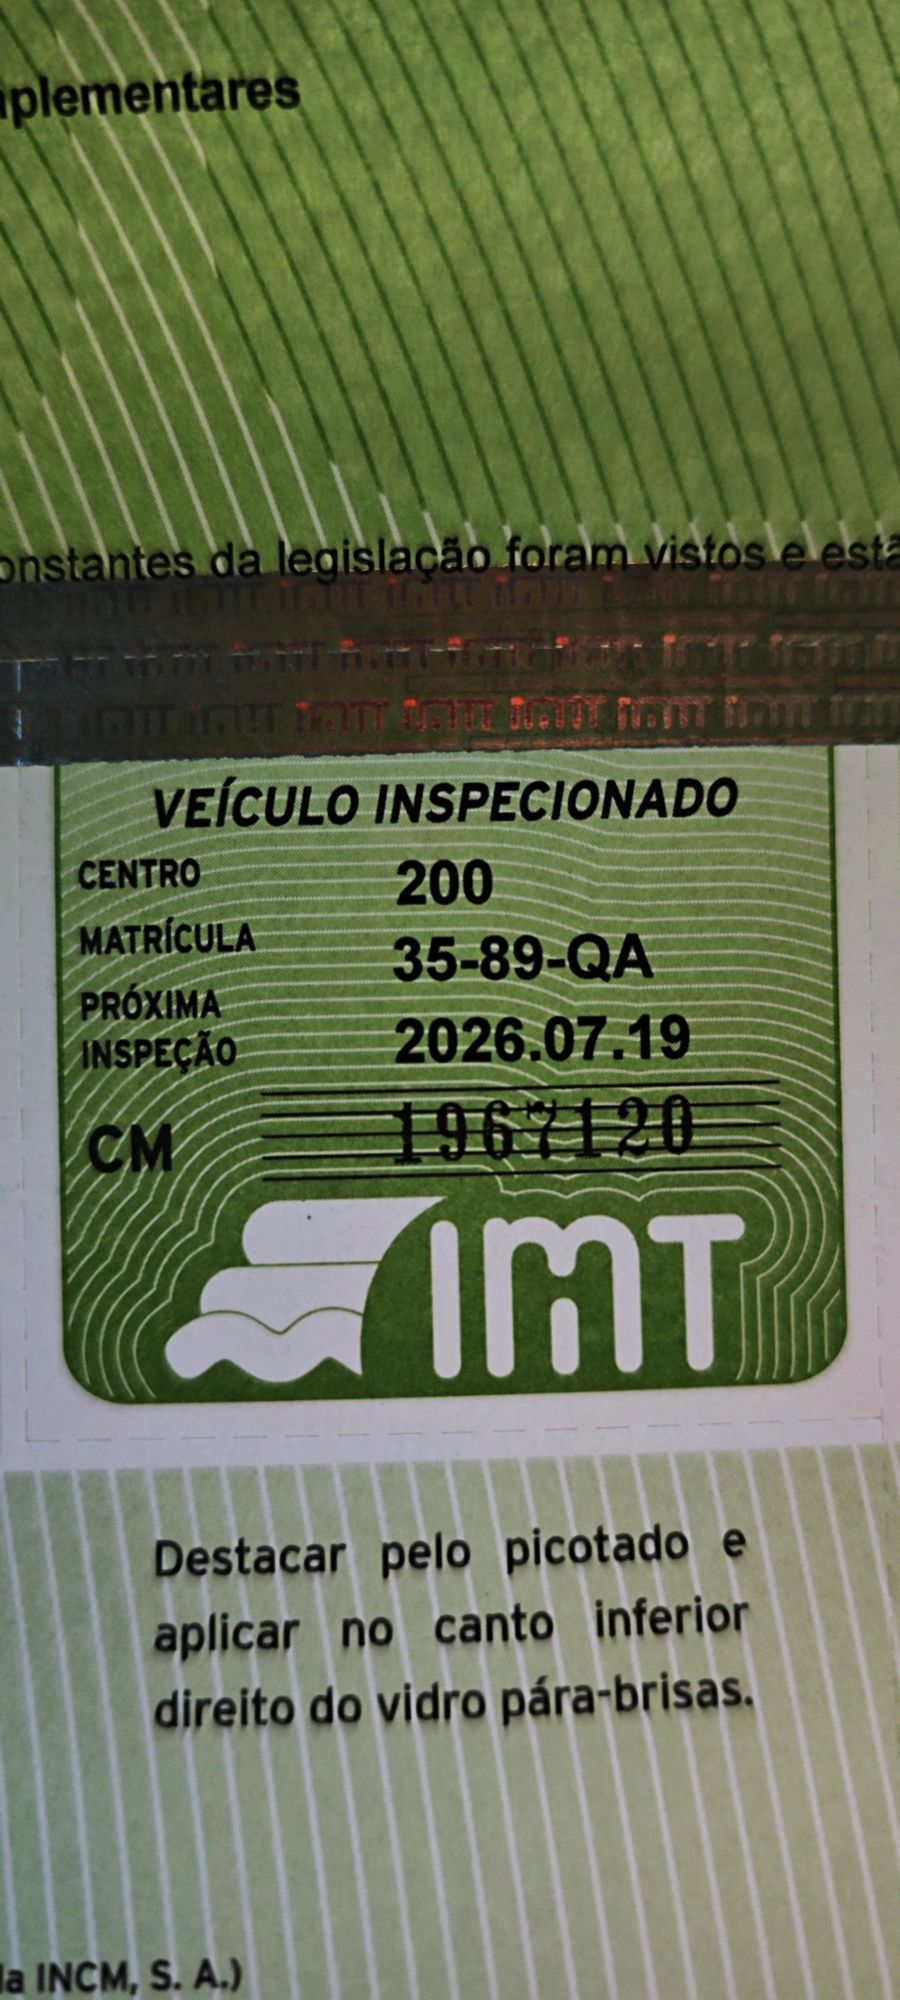 plementares
onstantes da legislação foram vistos e está
VEÍCULO INSPECIONADO
CENTRO 200
MATRÍCULA 35-89-QA
PRÓXIMA
INSPEÇÃO 2026.07.19
CM 1967120
IMT
Destacar pelo picotado e
aplicar no canto inferior
direito do vidro pára-brisas.
la INCM, S. A.)